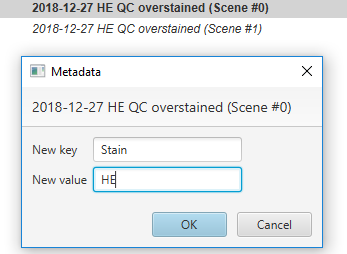 2018-12-27 HE QC overstained (Scene #0)
2018-12-27 HE QC overstained (Scene #1)
Metadata
2018-12-27 HE QC overstained (Scene #0)
New key Stain
New value HE
OK Cancel